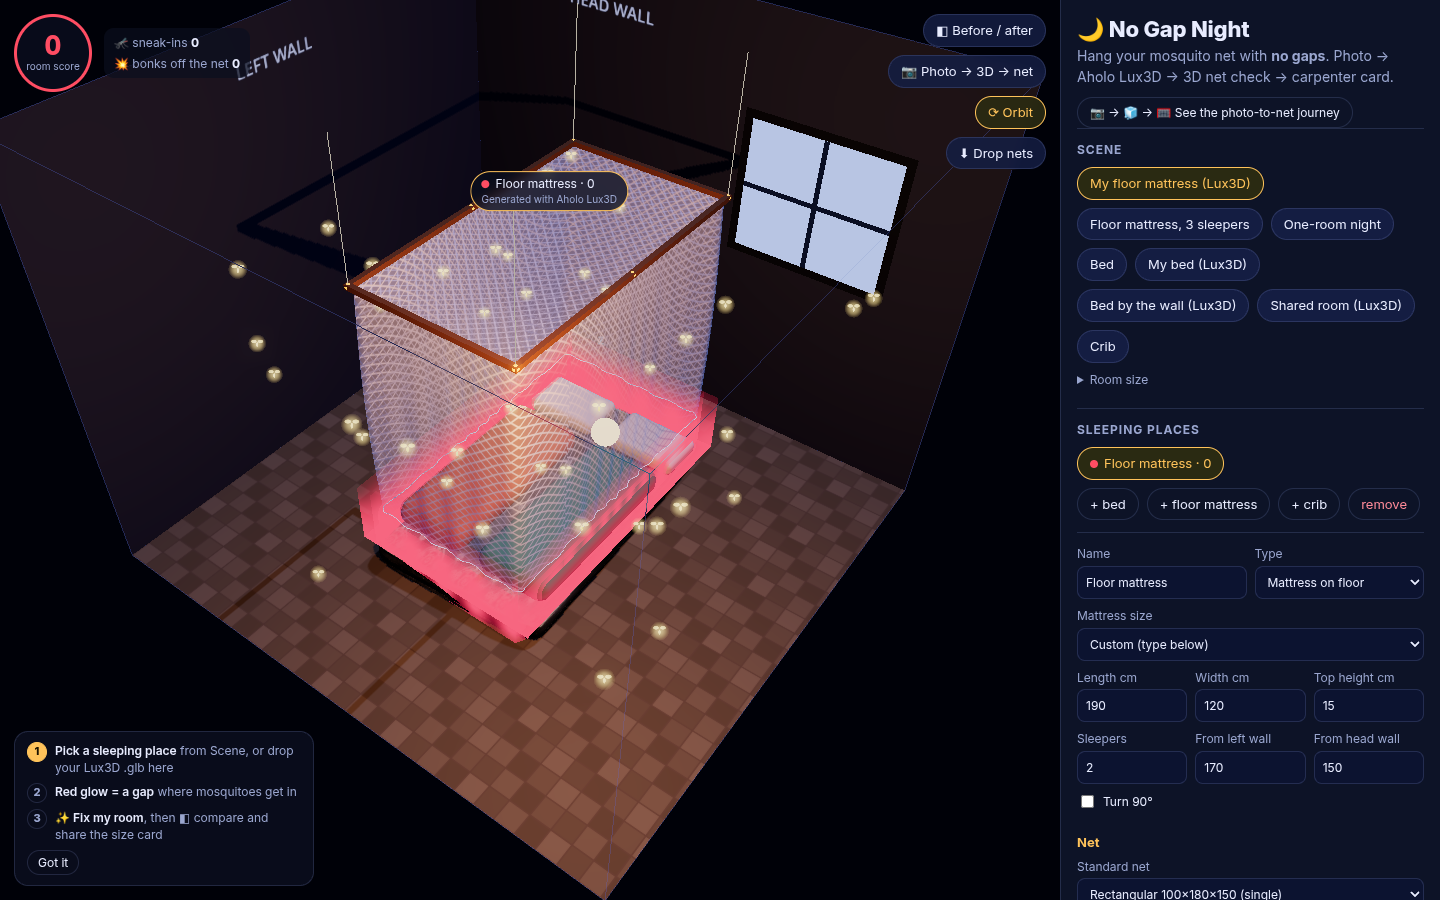 0
room score
🦟 sneak-ins 0
💥 bonks off the net 0
LEFT WALL
HEAD WALL
◧ Before / after
📷 Photo → 3D → net
⟳ Orbit
⬇ Drop nets
Floor mattress · 0
Generated with Aholo Lux3D
1 Pick a sleeping place from Scene, or drop
your Lux3D .glb here
2 Red glow = a gap where mosquitoes get in
3 ✨ Fix my room, then ◧ compare and
share the size card
Got it
🌙 No Gap Night
Hang your mosquito net with no gaps. Photo →
Aholo Lux3D → 3D net check → carpenter card.
📷 → 🧊 → 🥅 See the photo-to-net journey
SCENE
My floor mattress (Lux3D)
Floor mattress, 3 sleepers
One-room night
Bed
My bed (Lux3D)
Bed by the wall (Lux3D)
Shared room (Lux3D)
Crib
▶ Room size
SLEEPING PLACES
Floor mattress · 0
+ bed
+ floor mattress
+ crib
remove
Name
Type
Floor mattress
Mattress on floor
Mattress size
Custom (type below)
Length cm
Width cm
Top height cm
190
120
15
Sleepers
From left wall
From head wall
2
170
150
Turn 90°
Net
Standard net
Rectangular 100×180×150 (single)